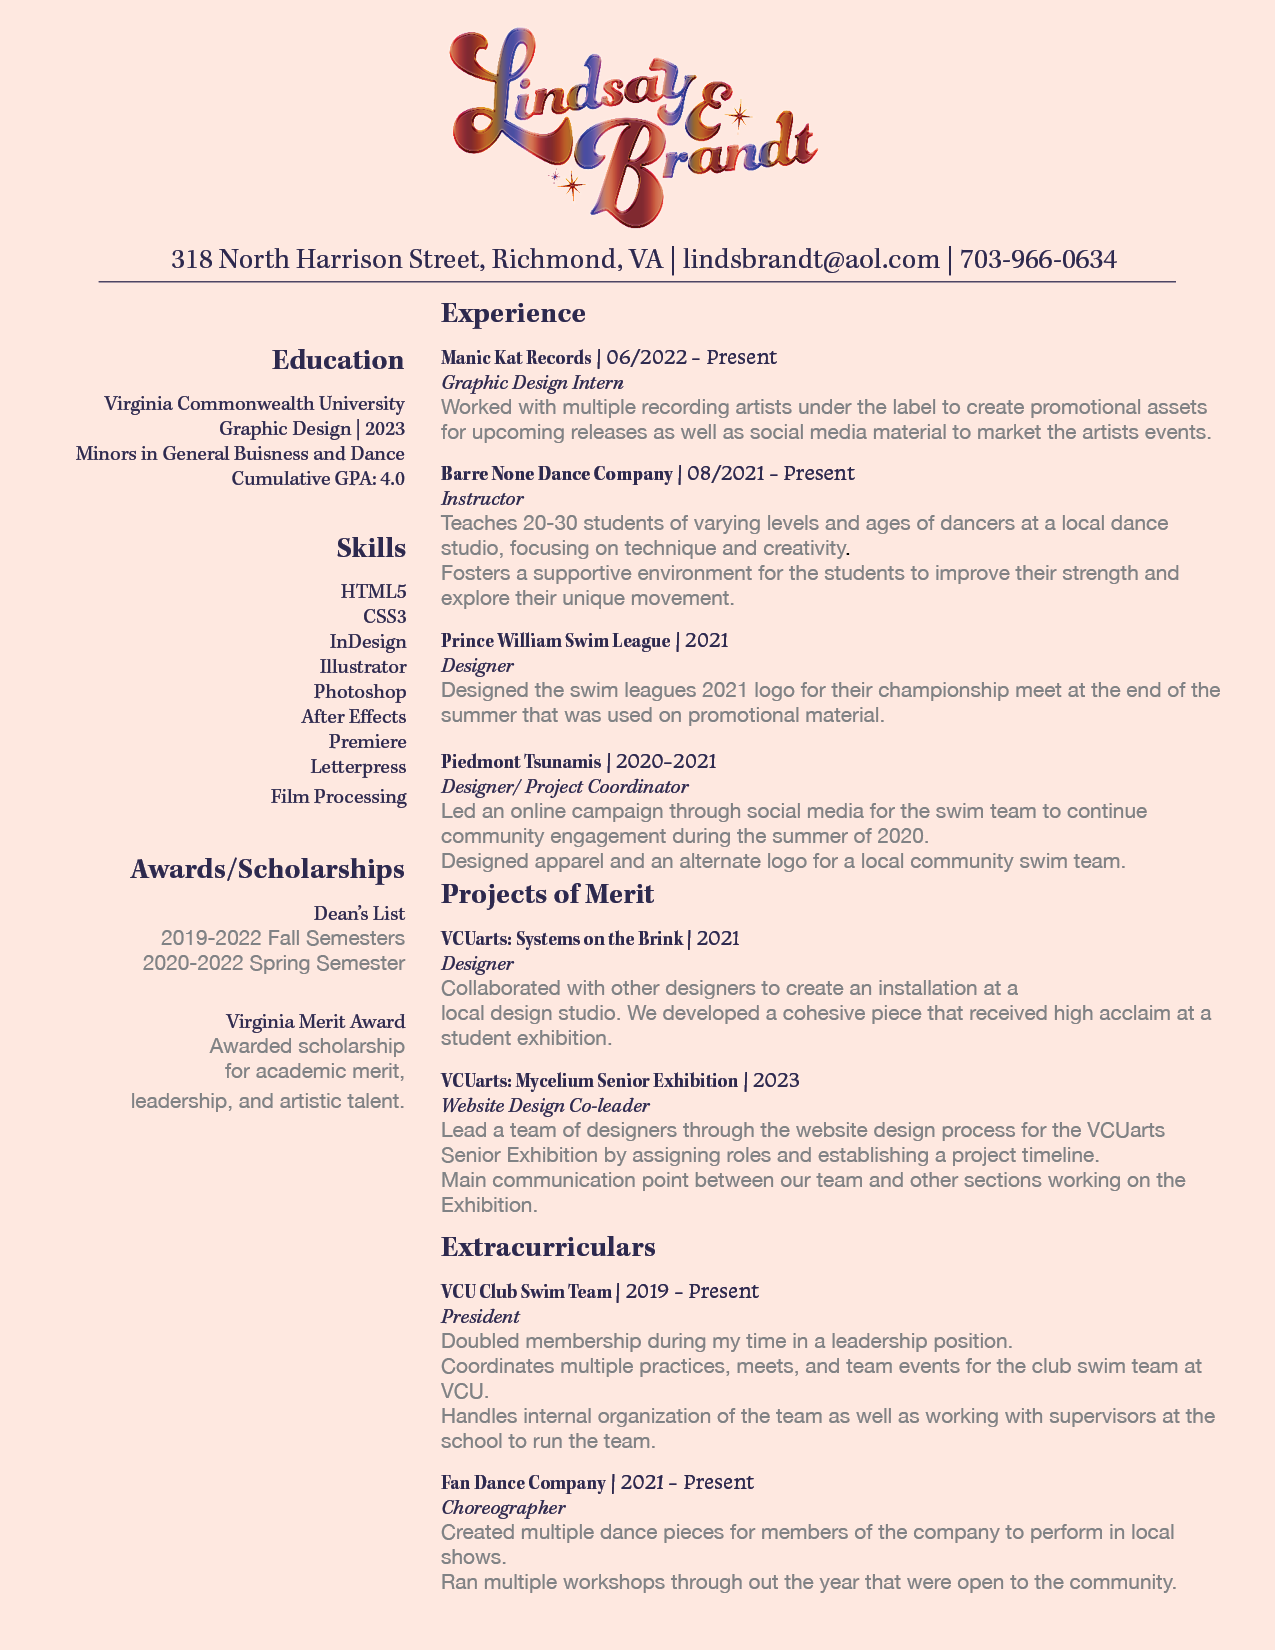 Lindsay E
Brandt
318 North Harrison Street, Richmond, VA | lindsbrandt@aol.com | 703-966-0634
Education
Virginia Commonwealth University
Graphic Design | 2023
Minors in General Buisness and Dance
Cumulative GPA: 4.0
Skills
HTML5
CSS3
InDesign
Illustrator
Photoshop
After Effects
Premiere
Letterpress
Film Processing
Awards/Scholarships
Dean’s List
2019-2022 Fall Semesters
2020-2022 Spring Semester
Virginia Merit Award
Awarded scholarship
for academic merit,
leadership, and artistic talent.
Experience
Manic Kat Records | 06/2022 – Present
Graphic Design Intern
Worked with multiple recording artists under the label to create promotional assets
for upcoming releases as well as social media material to market the artists events.
Barre None Dance Company | 08/2021 – Present
Instructor
Teaches 20-30 students of varying levels and ages of dancers at a local dance
studio, focusing on technique and creativity.
Fosters a supportive environment for the students to improve their strength and
explore their unique movement.
Prince William Swim League | 2021
Designer
Designed the swim leagues 2021 logo for their championship meet at the end of the
summer that was used on promotional material.
Piedmont Tsunamis | 2020–2021
Designer/ Project Coordinator
Led an online campaign through social media for the swim team to continue
community engagement during the summer of 2020.
Designed apparel and an alternate logo for a local community swim team.
Projects of Merit
VCUarts: Systems on the Brink | 2021
Designer
Collaborated with other designers to create an installation at a
local design studio. We developed a cohesive piece that received high acclaim at a
student exhibition.
VCUarts: Mycelium Senior Exhibition | 2023
Website Design Co-leader
Lead a team of designers through the website design process for the VCUarts
Senior Exhibition by assigning roles and establishing a project timeline.
Main communication point between our team and other sections working on the
Exhibition.
Extracurriculars
VCU Club Swim Team | 2019 – Present
President
Doubled membership during my time in a leadership position.
Coordinates multiple practices, meets, and team events for the club swim team at
VCU.
Handles internal organization of the team as well as working with supervisors at the
school to run the team.
Fan Dance Company | 2021 – Present
Choreographer
Created multiple dance pieces for members of the company to perform in local
shows.
Ran multiple workshops through out the year that were open to the community.